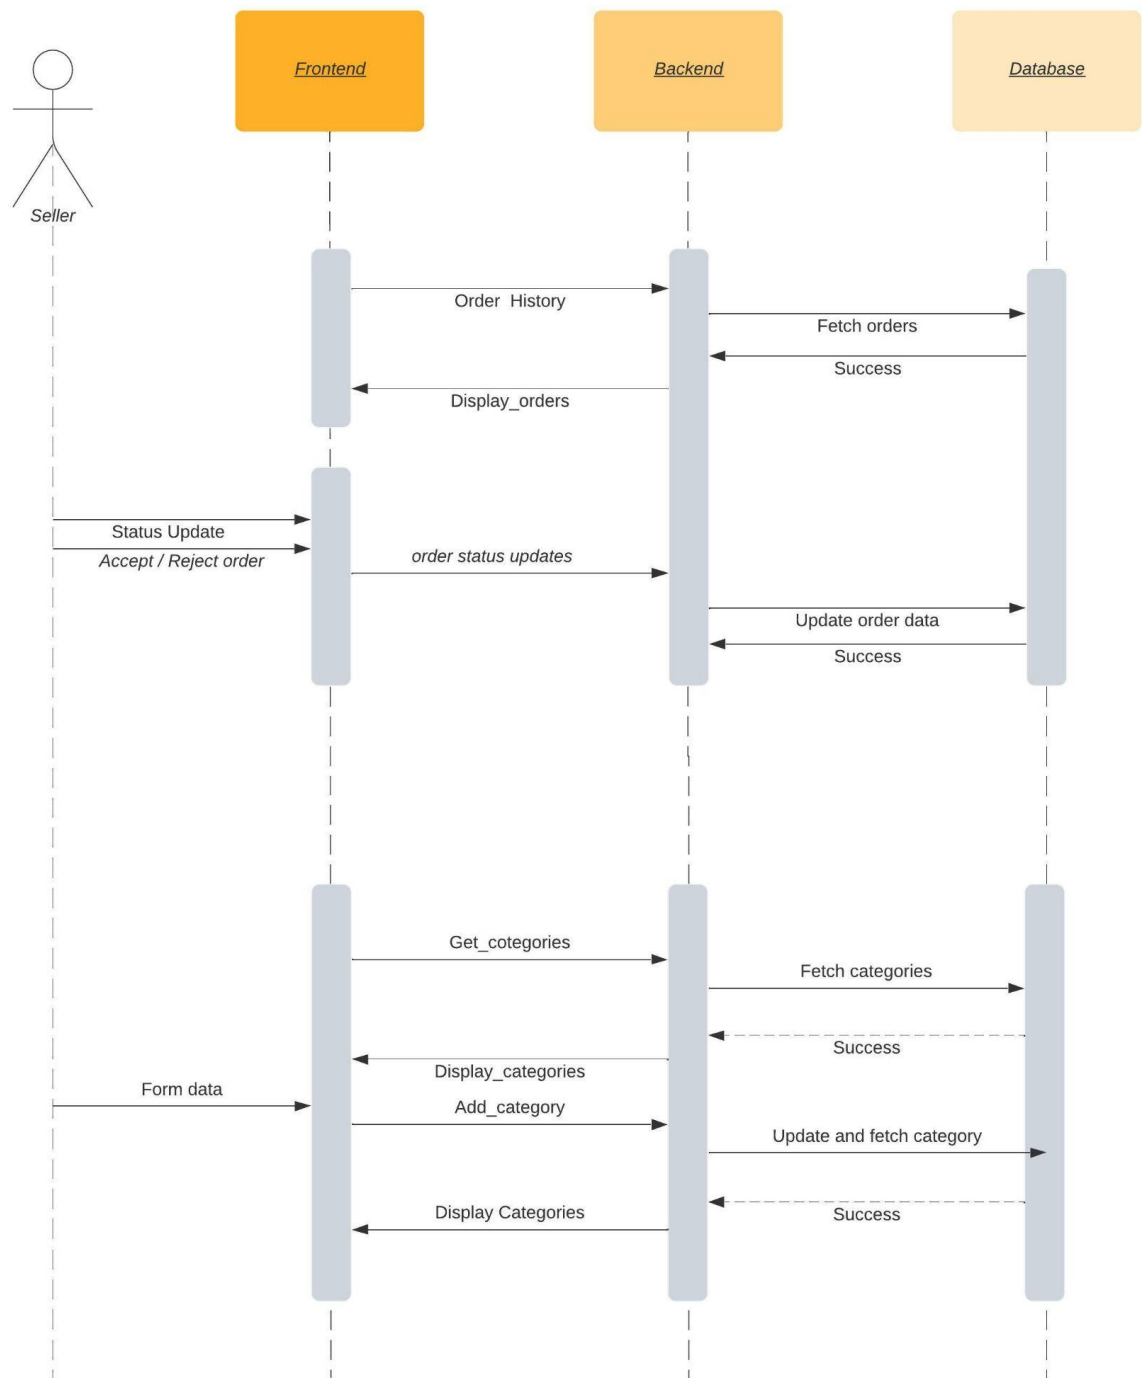 Frontend
Backend
Database
Seller
Order  History
Fetch orders
Success
Display_orders
Status Update
Accept / Reject order
order status updates
Update order data
Success
Get_cotegories
Fetch categories
Success
Display_categories
Form data
Add_category
Update and fetch category
Success
Display Categories